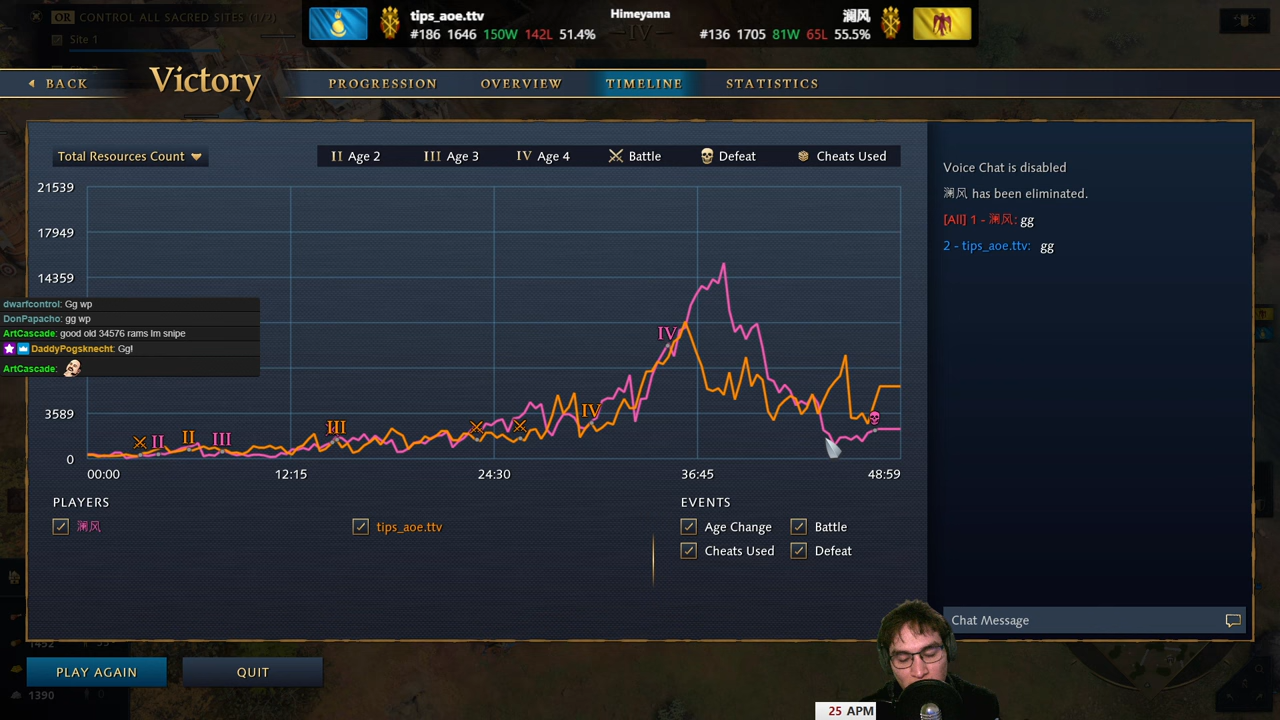 OR CONTROL ALL SACRED SITES (1/2)
Site 1
tips_aoe.ttv
#186 1646 150W 142L 51.4%
Himeyama
IV
澜风
#136 1705 81W 65L 55.5%
BACK
Victory
PROGRESSION
OVERVIEW
TIMELINE
STATISTICS
Total Resources Count
II Age 2
III Age 3
IV Age 4
Battle
Defeat
Cheats Used
21539
17949
14359
3589
0
II
II
III
III
IV
IV
00:00
12:15
24:30
36:45
48:59
dwarfcontrol: Gg wp
DonPapacho: gg wp
ArtCascade: good old 34576 rams lm snipe
DaddyPogsknecht: Gg!
ArtCascade:
PLAYERS
澜风
tips_aoe.ttv
EVENTS
Age Change
Battle
Cheats Used
Defeat
Voice Chat is disabled
澜风 has been eliminated.
[All] 1 - 澜风: gg
2 - tips_aoe.ttv: gg
Chat Message
PLAY AGAIN
QUIT
1390
25 APM